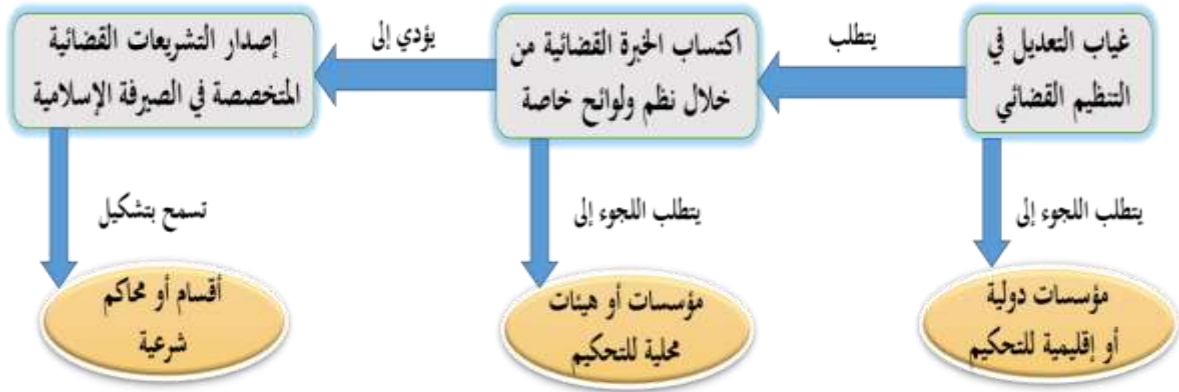 غياب التعديل في
التنظيم القضائي
يتطلب
اكتساب الخبرة القضائية من
خلال نظم ولوائح خاصة
يؤدي إلى
إصدار التشريعات القضائية
المتخصصة في الصيرفة الإسلامية
يتطلب اللجوء إلى
يتطلب اللجوء إلى
تسمح بتشكيل
مؤسسات دولية
أو إقليمية للتحكيم
مؤسسات أو هيئات
محلية للتحكيم
أقسام أو محاكم
شرعية